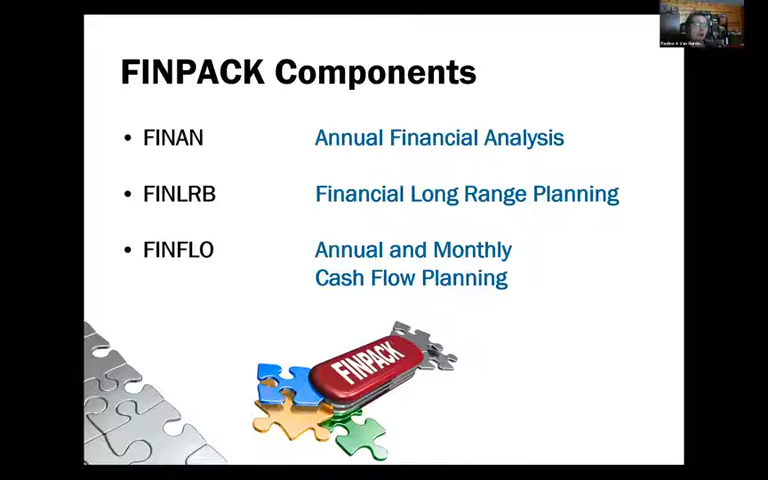 FINPACK Components
• FINAN Annual Financial Analysis
• FINLRB Financial Long Range Planning
• FINFLO Annual and Monthly
Cash Flow Planning
FINPACK